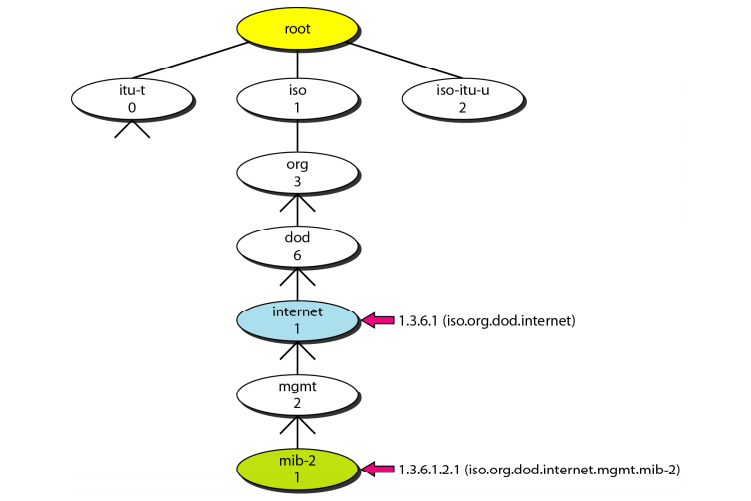 root
itu-t
0
iso
1
iso-itu-u
2
org
3
dod
6
internet
1
1.3.6.1 (iso.org.dod.internet)
mgmt
2
mib-2
1
1.3.6.1.2.1 (iso.org.dod.internet.mgmt.mib-2)